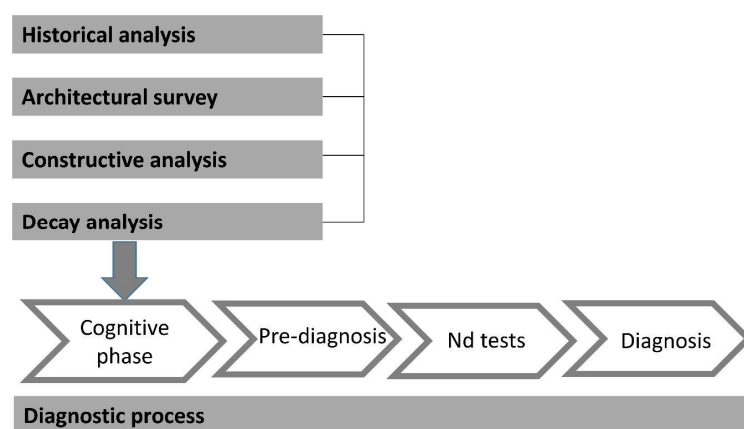 Historical analysis
Architectural survey
Constructive analysis
Decay analysis
Cognitive
phase
Pre-diagnosis
Nd tests
Diagnosis
Diagnostic process